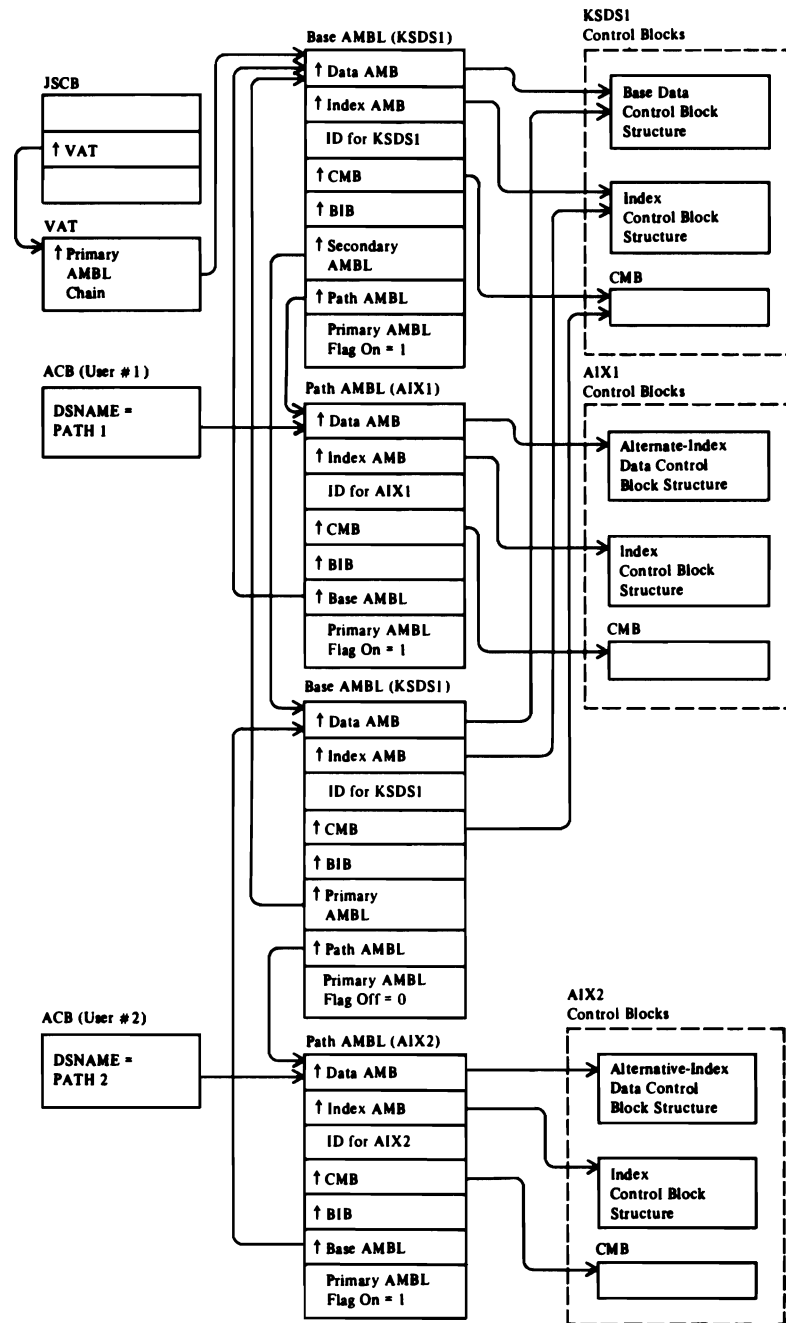 JSCB
↑ VAT
VAT
↑ Primary
AMBL
Chain
ACB (User #1)
DSNAME =
PATH 1
ACB (User #2)
DSNAME =
PATH 2
Base AMBL (KSDS1)
↑ Data AMB
↑ Index AMB
ID for KSDS1
↑ CMB
↑ BIB
↑ Secondary
AMBL
↑ Path AMBL
Primary AMBL
Flag On = 1
Path AMBL (AIX1)
↑ Data AMB
↑ Index AMB
ID for AIX1
↑ CMB
↑ BIB
↑ Base AMBL
Primary AMBL
Flag On = 1
Base AMBL (KSDS1)
↑ Data AMB
↑ Index AMB
ID for KSDS1
↑ CMB
↑ BIB
↑ Primary
AMBL
↑ Path AMBL
Primary AMBL
Flag Off = 0
Path AMBL (AIX2)
↑ Data AMB
↑ Index AMB
ID for AIX2
↑ CMB
↑ BIB
↑ Base AMBL
Primary AMBL
Flag On = 1
KSDS1
Control Blocks
Base Data
Control Block
Structure
Index
Control Block
Structure
CMB
AIX1
Control Blocks
Alternate-Index
Data Control
Block Structure
Index
Control Block
Structure
CMB
AIX2
Control Blocks
Alternative-Index
Data Control
Block Structure
Index
Control Block
Structure
CMB